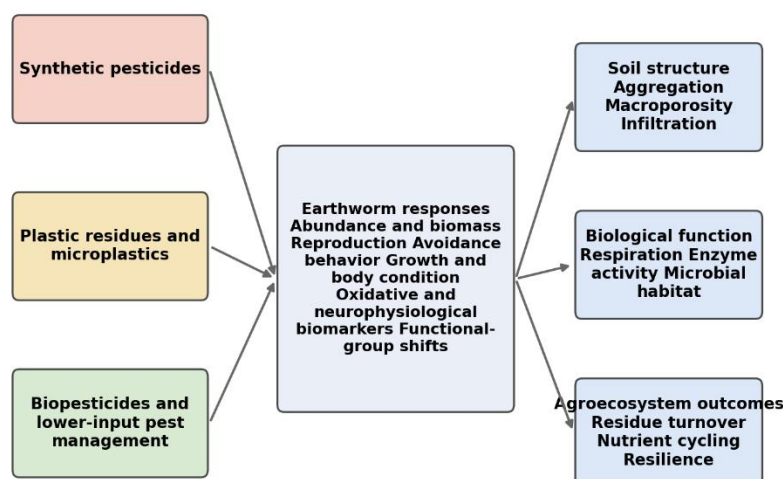 Synthetic pesticides
Plastic residues and
microplastics
Biopesticides and
lower-input pest
management
Earthworm responses
Abundance and biomass
Reproduction Avoidance
behavior Growth and
body condition
Oxidative and
neurophysiological
biomarkers Functional-
group shifts
Soil structure
Aggregation
Macroporosity
Infiltration
Biological function
Respiration Enzyme
activity Microbial
habitat
Agroecosystem outcomes
Residue turnover
Nutrient cycling
Resilience